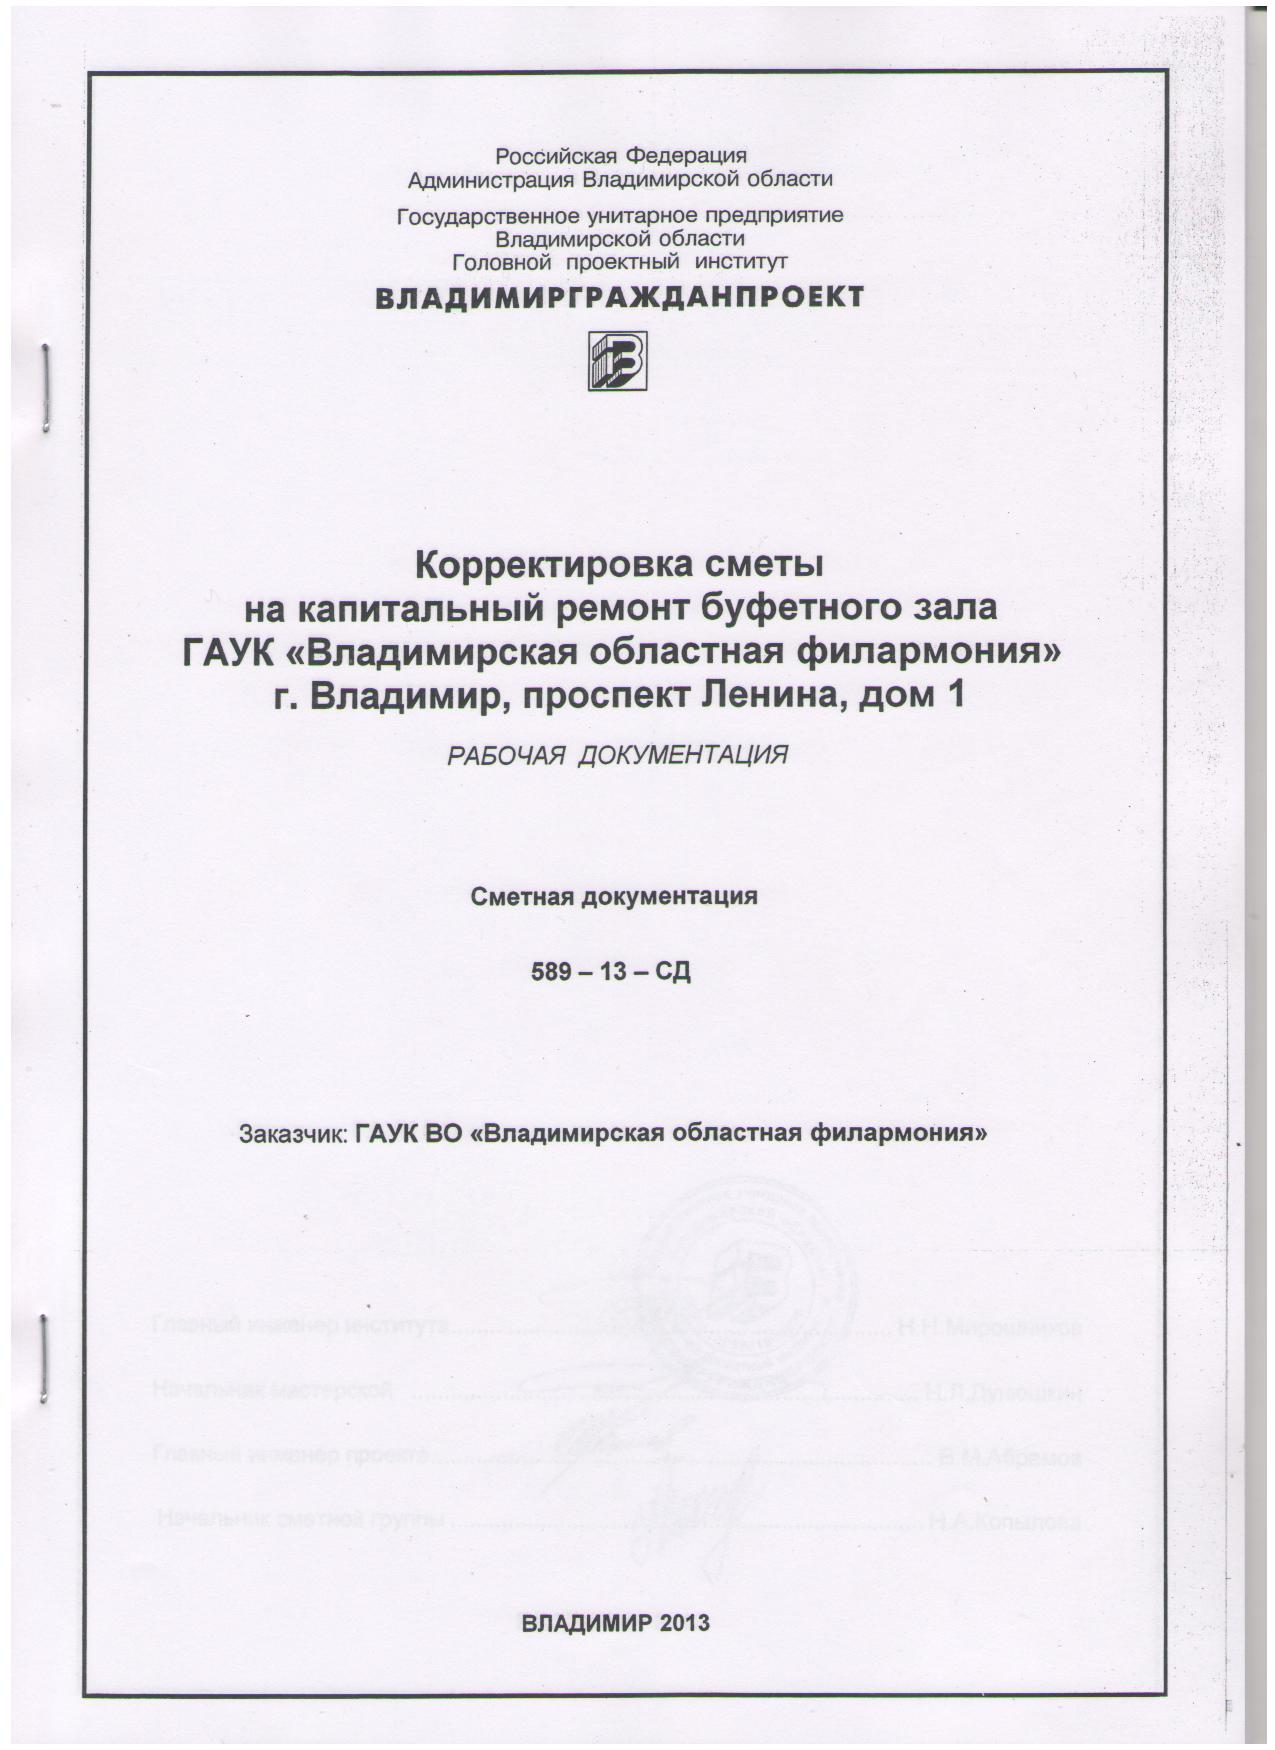 Российская Федерация
Администрация Владимирской области
Государственное унитарное предприятие
Владимирской области
Головной проектный институт
ВЛАДИМИРГРАЖДАНПРОЕКТ
Корректировка сметы
на капитальный ремонт буфетного зала
ГАУК «Владимирская областная филармония»
г. Владимир, проспект Ленина, дом 1
РАБОЧАЯ ДОКУМЕНТАЦИЯ
Сметная документация
589 – 13 – СД
Заказчик: ГАУК ВО «Владимирская областная филармония»
Главный инженер института Н.Н.Мирошников
Начальник мастерской
Главный инженер проекта В.М.Абрамов
Начальник сметной группы Н.А.Копылова
ВЛАДИМИР 2013